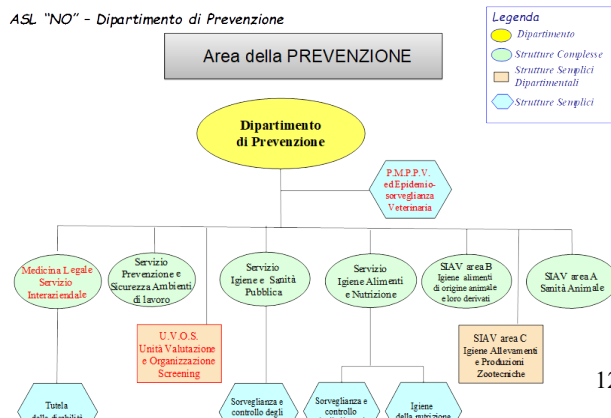 ASL "NO" - Dipartimento di Prevenzione
Legenda
Dipartimento
Strutture Complesse
Strutture Semplici
Dipartimentali
Strutture Semplici
Area della PREVENZIONE
Dipartimento
di Prevenzione
P.M.P.P.V.
ed Epidemio-
sorveglianza
Veterinaria
Medicina Legale
Servizio
Interaziendale
Servizio
Prevenzione e
Sicurezza Ambienti
di lavoro
Servizio
Igiene e Sanità
Pubblica
Servizio
Igiene Alimenti
e Nutrizione
SIAV area B
Igiene alimenti
di origine animale
e loro derivati
SIAV area A
Sanità Animale
U.V.O.S.
Unità Valutazione
e Organizzazione
Screening
SIAV area C
Igiene Allevamenti
e Produzioni
Zootecniche
12
Tutela
della disabilità
Sorveglianza e
controllo degli
Sorveglianza e
controllo
Igiene
della nutrizione